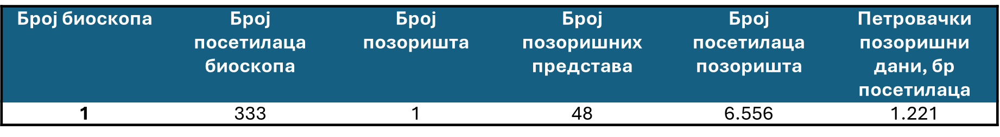 Број биоскопа
Број
посетилаца
биоскопа
Број
позоришта
Број
позоришних
представа
Број
посетилаца
позоришта
Петровачки
позоришни
дани, бр
посетилаца
1
333
1
48
6.556
1.221